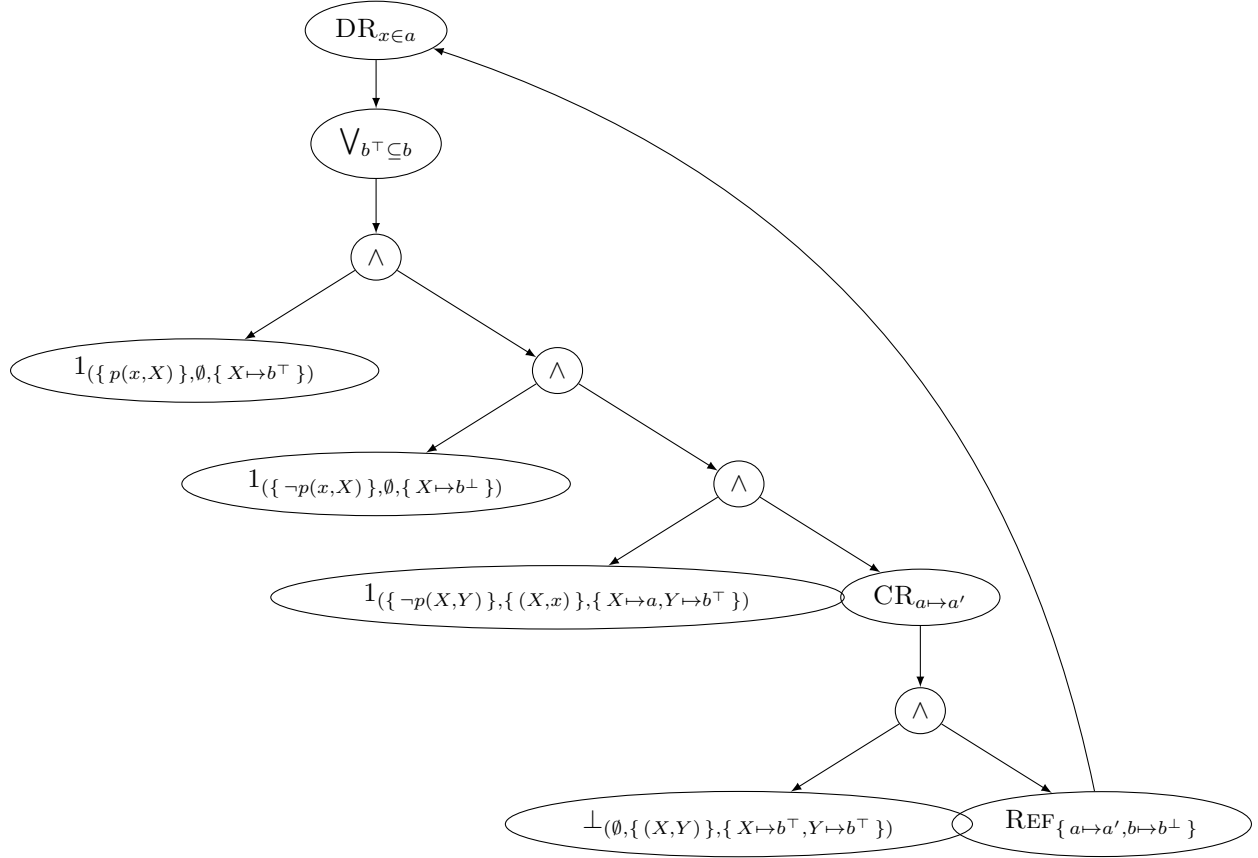 DR_{x∈a}
⋁_{b^⊤⊆b}
∧
1_{({ p(x,X) },∅,{ X↦b^⊤ })}
∧
1_{({ ¬p(x,X) },∅,{ X↦b^⊥ })}
∧
1_{({ ¬p(X,Y) },{ (X,x) },{ X↦a,Y↦b^⊤ })}
CR_{a↦a′}
∧
⊥_{(∅,{ (X,Y) },{ X↦b^⊤,Y↦b^⊤ })}
REF_{{ a↦a′,b↦b^⊥ }}